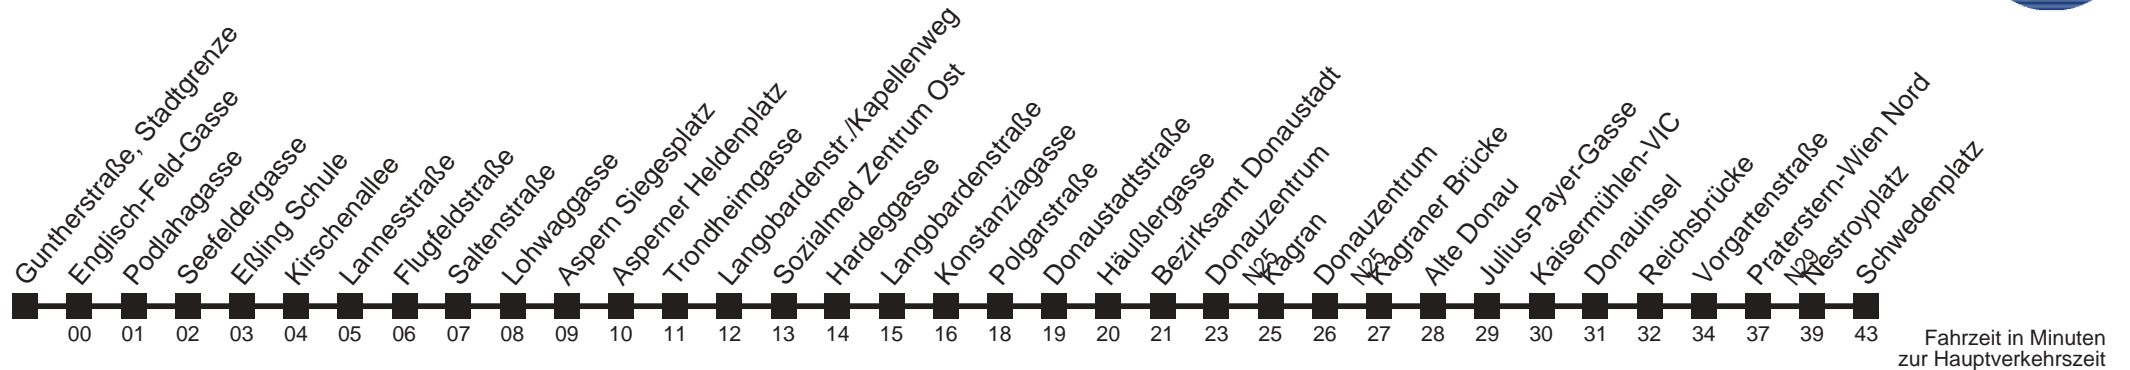 Guntherstraße, Stadtgrenze
Englisch-Feld-Gasse
Podlahagasse
Seefeldergasse
Eßling Schule
Kirschenallee
Lannesstraße
Flugfeldstraße
Saltenstraße
Lohwaggasse
Aspern Siegesplatz
Asperner Heldenplatz
Trondheimgasse
Langobardenstr./Kapellenweg
Sozialmed Zentrum Ost
Hardeggasse
Langobardenstraße
Konstanziagasse
Polgarstraße
Donaustadtstraße
Häußlergasse
Bezirksamt Donaustadt
Donauzentrum
N25
Kagran
Donauzentrum
N25
Kagraner Brücke
Alte Donau
Julius-Payer-Gasse
Kaisermühlen-VIC
Donauinsel
Reichsbrücke
Vorgartenstraße
Praterstern-Wien Nord
N29
Nestroyplatz
Schwedenplatz
00 01 02 03 04 05 06 07 08 09 10 11 12 13 14 15 16 18 19 20 21 23 25 26 27 28 29 30 31 32 34 37 39 43
Fahrzeit in Minuten
zur Hauptverkehrszeit